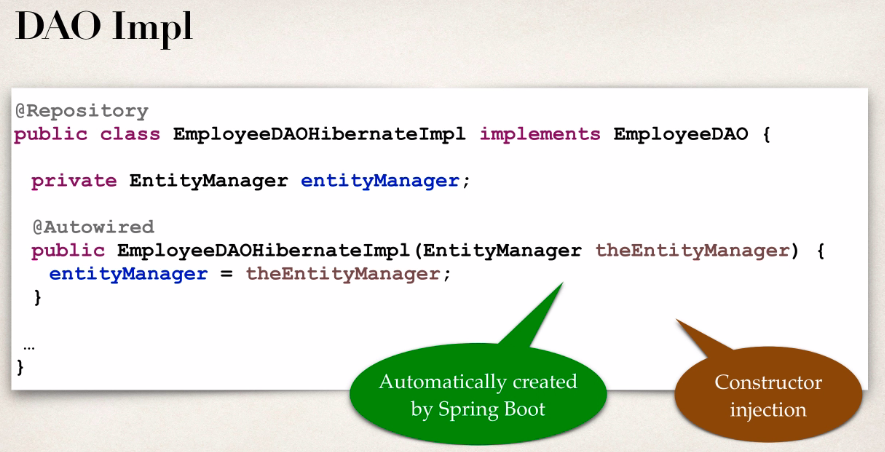 DAO Impl
@Repository
public class EmployeeDAOHibernateImpl implements EmployeeDAO {
private EntityManager entityManager;
@Autowired
public EmployeeDAOHibernateImpl(EntityManager theEntityManager) {
entityManager = theEntityManager;
}
…
}
Automatically created
by Spring Boot
Constructor
injection